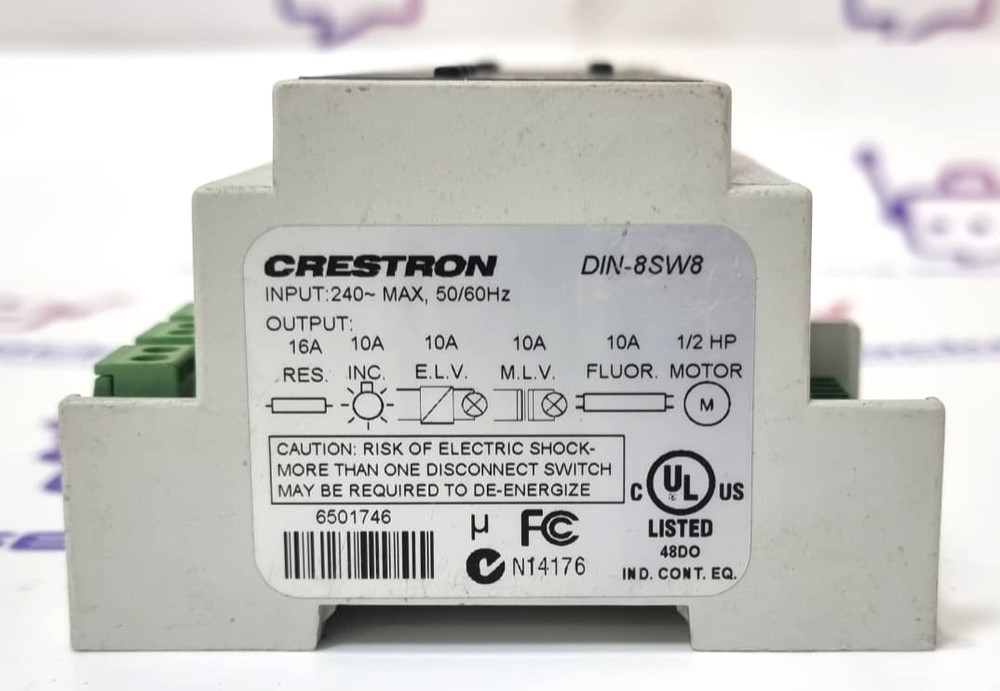 CRESTRON DIN-8SW8
INPUT:240~ MAX, 50/60Hz
OUTPUT:
16A 10A 10A 10A 10A 1/2 HP
RES. INC. E.L.V. M.L.V. FLUOR. MOTOR
M
CAUTION: RISK OF ELECTRIC SHOCK-
MORE THAN ONE DISCONNECT SWITCH
MAY BE REQUIRED TO DE-ENERGIZE
C UL US
LISTED
48DO
IND. CONT. EQ.
6501746
µ FC
N14176